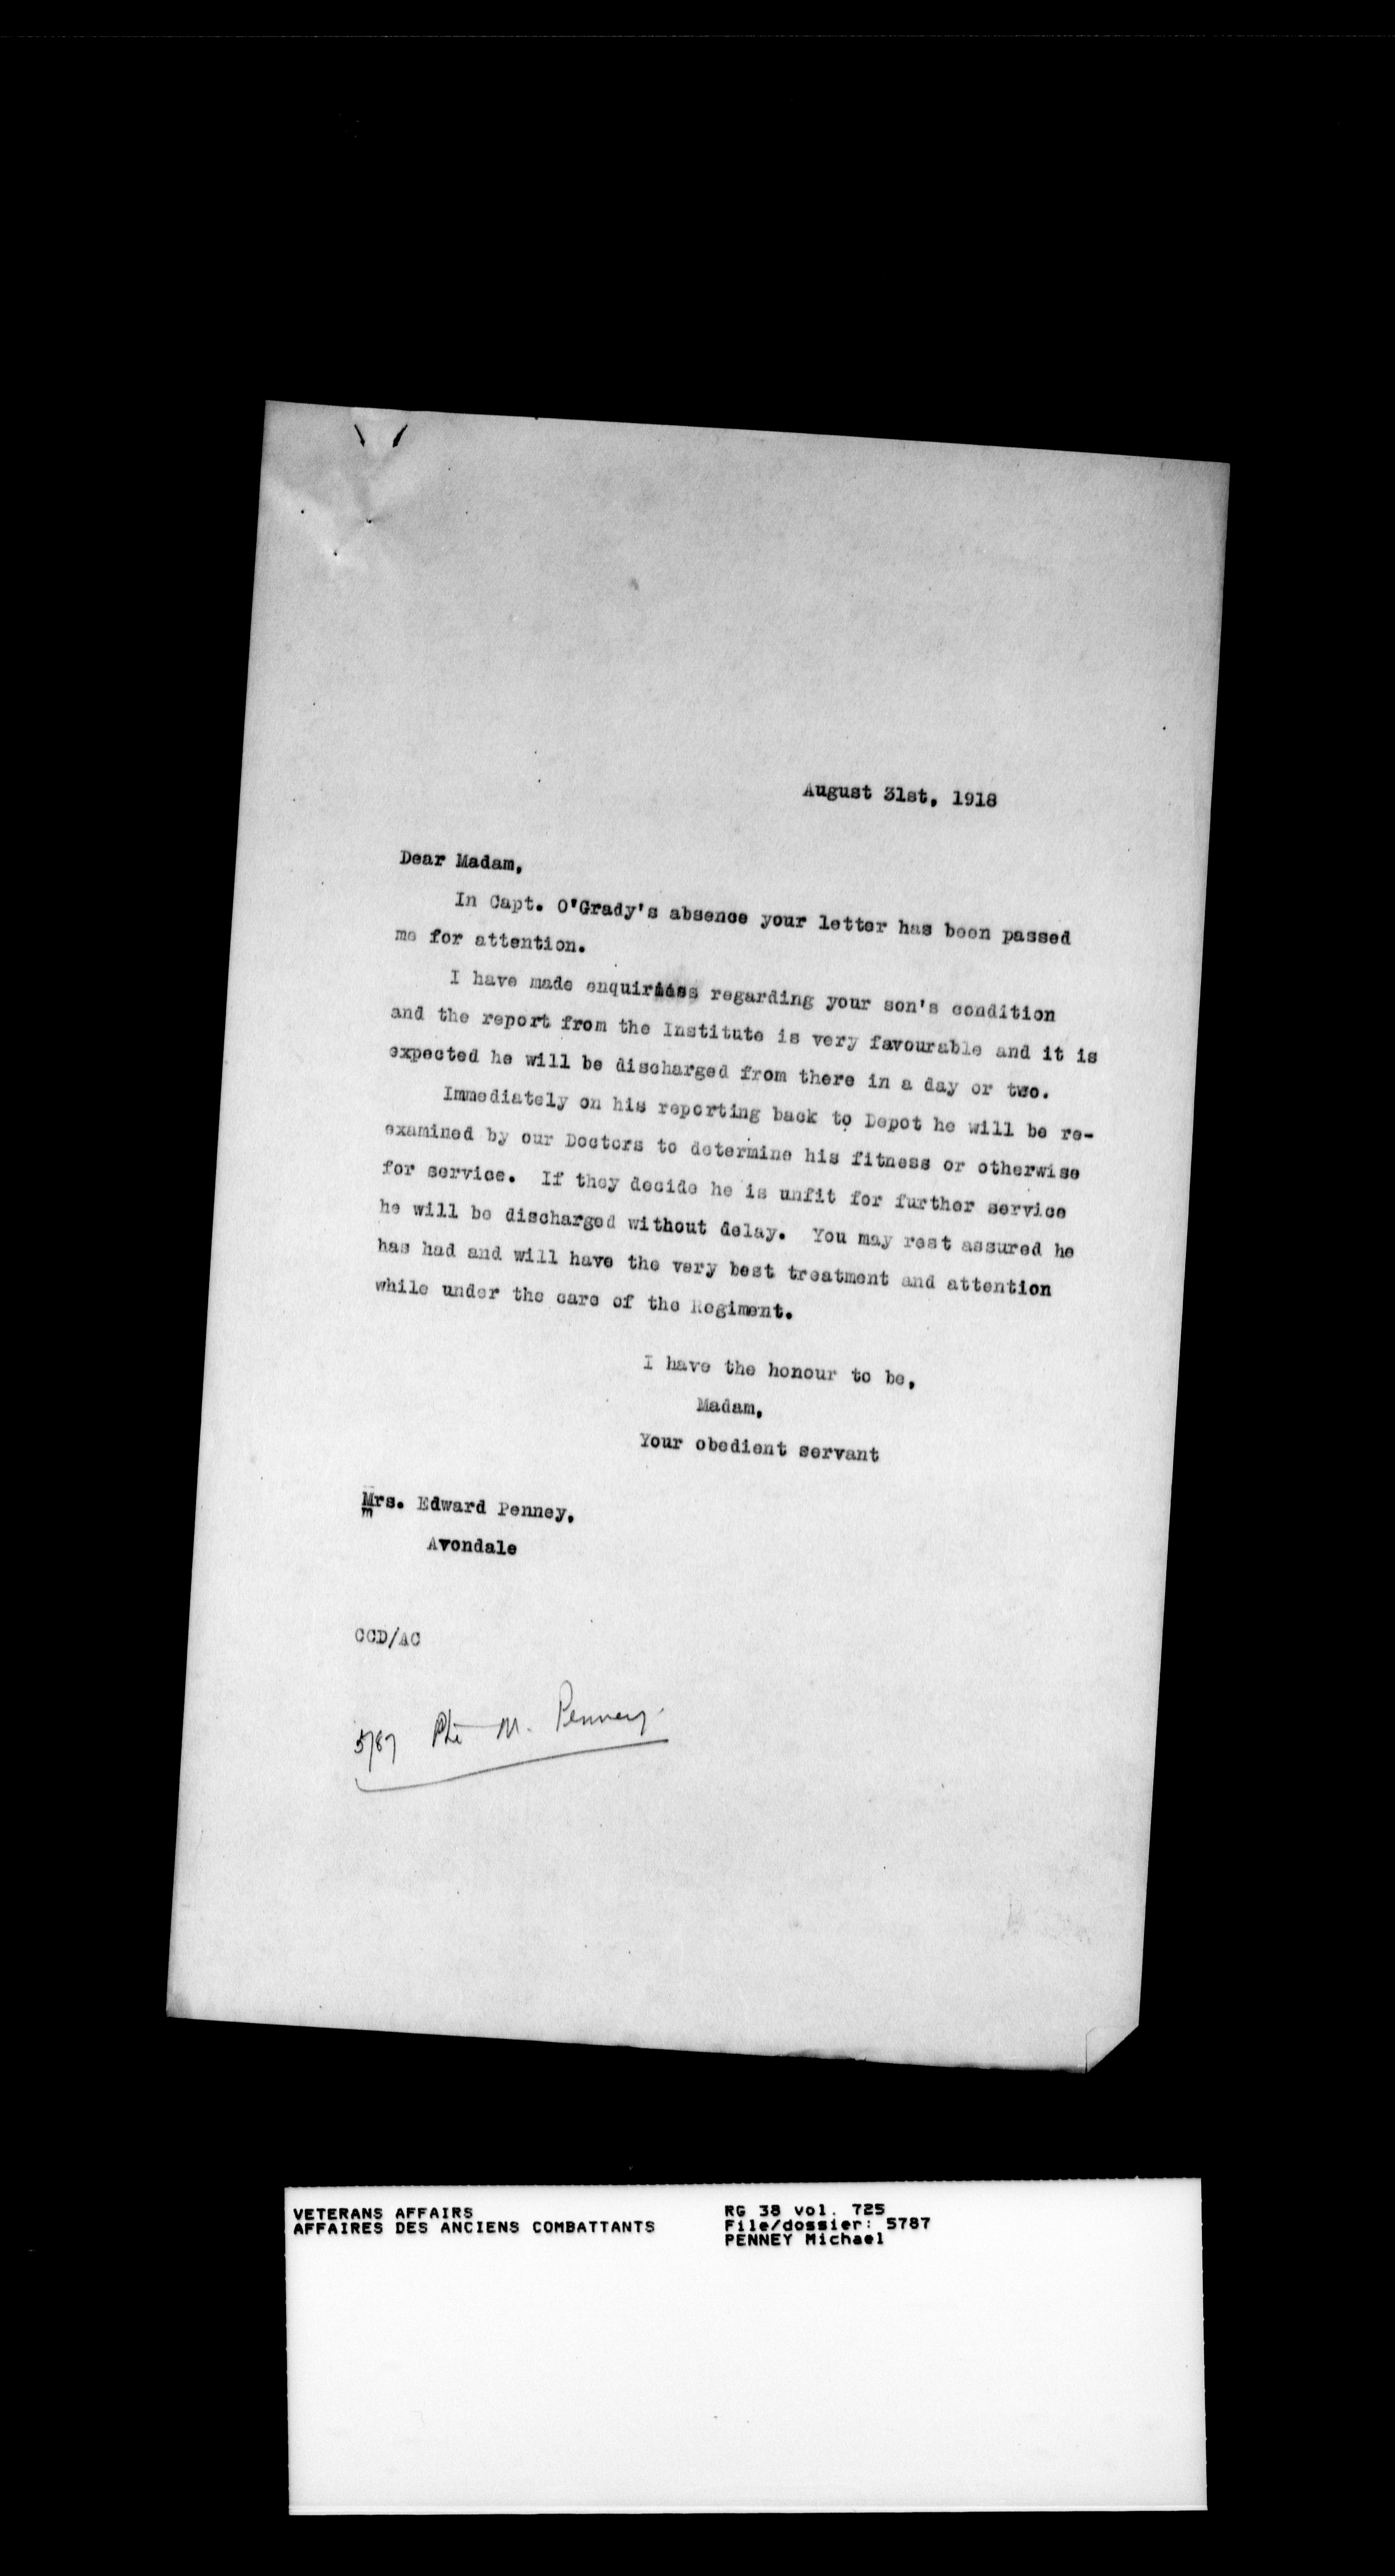 August 31st, 1918
Dear Madam,
In Capt. O'Grady's absence your letter has been passed
me for attention.
I have made enquiries regarding your son's condition
and the report from the Institute is very favourable and it is
expected he will be discharged from there in a day or two.
Immediately on his reporting back to Depot he will be re-
examined by our Doctors to determine his fitness or otherwise
for service. If they decide he is unfit for further service
he will be discharged without delay. You may rest assured he
has had and will have the very best treatment and attention
while under the care of the Regiment.
I have the honour to be,
Madam,
Your obedient servant
Mrs. Edward Penney,
m
Avondale
CCD/AC
5787 Pte M. Penney
VETERANS AFFAIRS
AFFAIRES DES ANCIENS COMBATTANTS
RG 38 vol. 725
File/dossier: 5787
PENNEY Michael